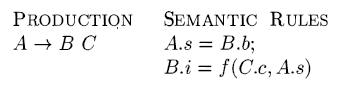 PRODUCTION SEMANTIC RULES
A → B C A.s = B.b;
B.i = f(C.c, A.s)